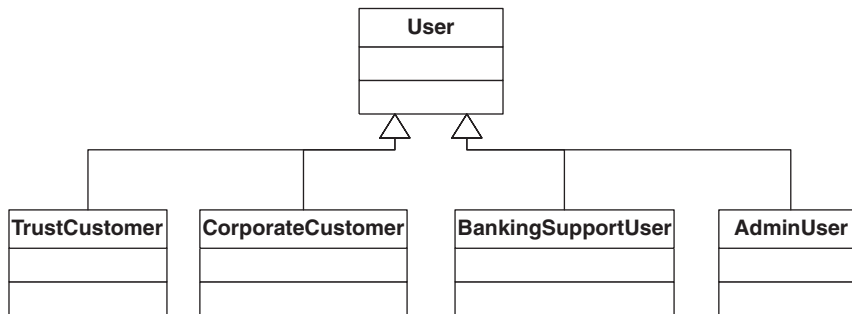 User
TrustCustomer
CorporateCustomer
BankingSupportUser
AdminUser